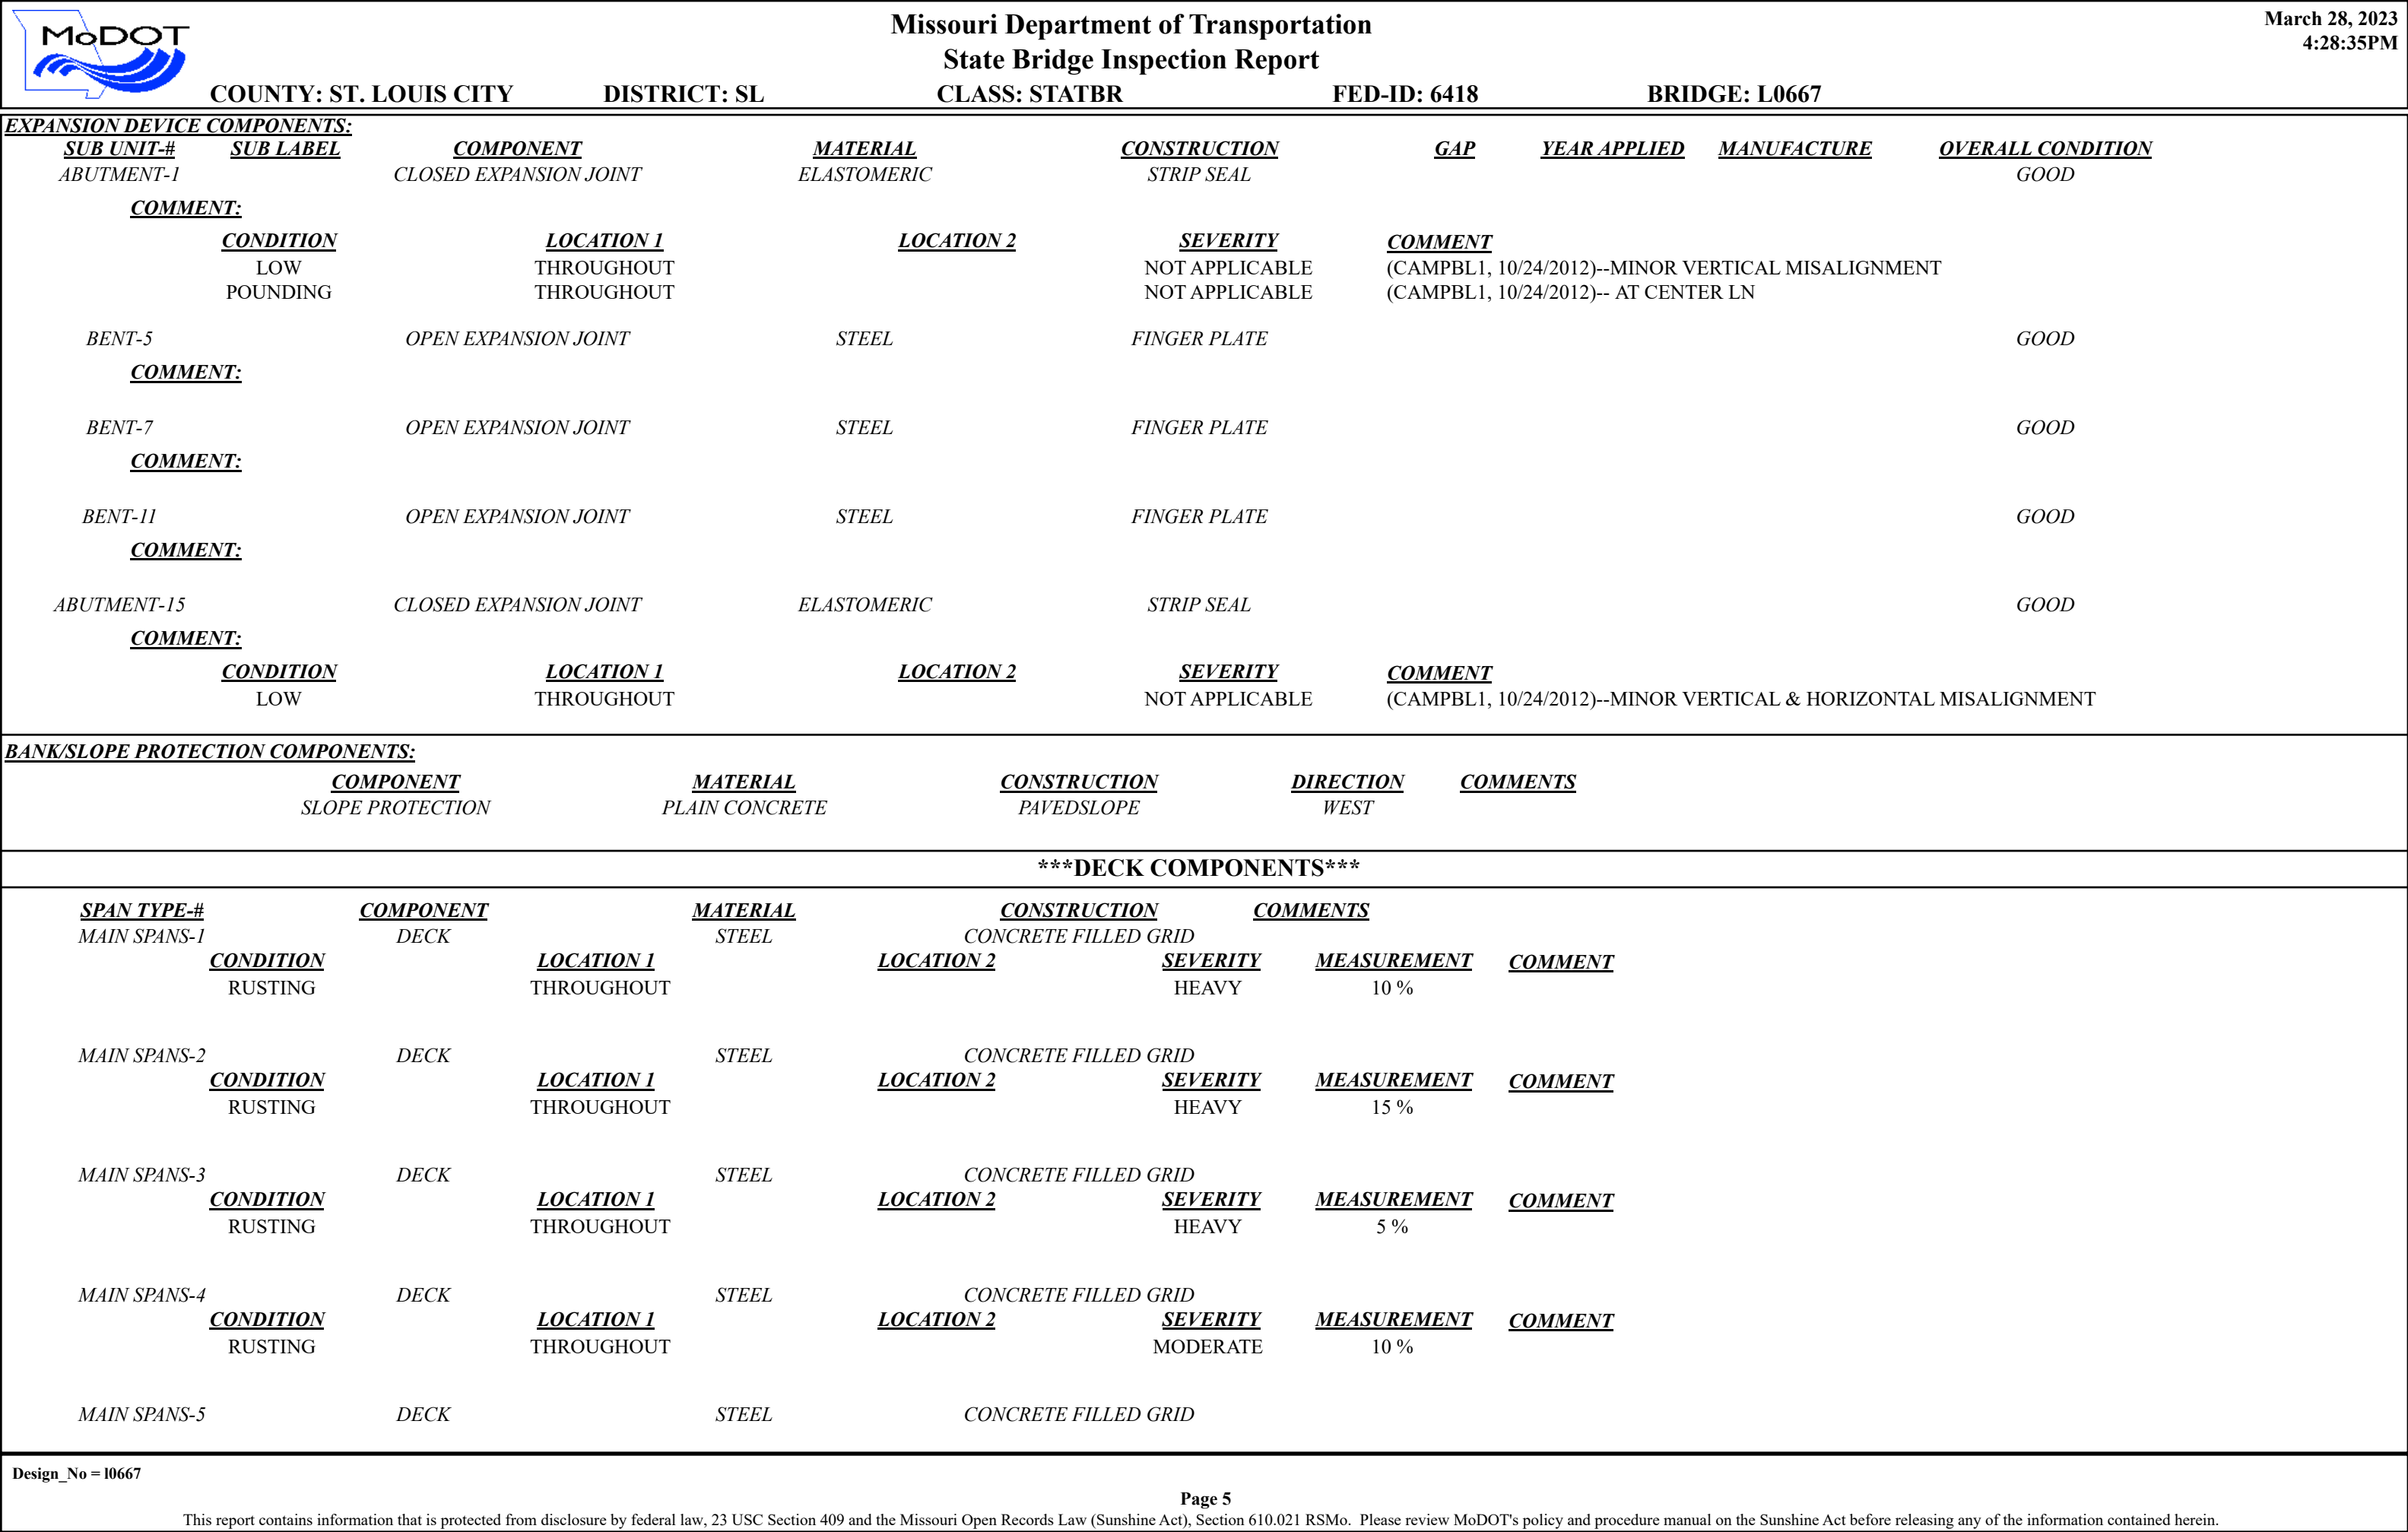 MoDOT
Missouri Department of Transportation
State Bridge Inspection Report
March 28, 2023
4:28:35PM
COUNTY: ST. LOUIS CITY DISTRICT: SL CLASS: STATBR FED-ID: 6418 BRIDGE: L0667
EXPANSION DEVICE COMPONENTS:
SUB UNIT-# SUB LABEL COMPONENT MATERIAL CONSTRUCTION GAP YEAR APPLIED MANUFACTURE OVERALL CONDITION
ABUTMENT-1 CLOSED EXPANSION JOINT ELASTOMERIC STRIP SEAL GOOD
COMMENT:
CONDITION LOCATION 1 LOCATION 2 SEVERITY COMMENT
LOW THROUGHOUT NOT APPLICABLE (CAMPBL1, 10/24/2012)--MINOR VERTICAL MISALIGNMENT
POUNDING THROUGHOUT NOT APPLICABLE (CAMPBL1, 10/24/2012)-- AT CENTER LN
BENT-5 OPEN EXPANSION JOINT STEEL FINGER PLATE GOOD
COMMENT:
BENT-7 OPEN EXPANSION JOINT STEEL FINGER PLATE GOOD
COMMENT:
BENT-11 OPEN EXPANSION JOINT STEEL FINGER PLATE GOOD
COMMENT:
ABUTMENT-15 CLOSED EXPANSION JOINT ELASTOMERIC STRIP SEAL GOOD
COMMENT:
CONDITION LOCATION 1 LOCATION 2 SEVERITY COMMENT
LOW THROUGHOUT NOT APPLICABLE (CAMPBL1, 10/24/2012)--MINOR VERTICAL & HORIZONTAL MISALIGNMENT
BANK/SLOPE PROTECTION COMPONENTS:
COMPONENT MATERIAL CONSTRUCTION DIRECTION COMMENTS
SLOPE PROTECTION PLAIN CONCRETE PAVEDSLOPE WEST
***DECK COMPONENTS***
SPAN TYPE-# COMPONENT MATERIAL CONSTRUCTION COMMENTS
MAIN SPANS-1 DECK STEEL CONCRETE FILLED GRID
CONDITION LOCATION 1 LOCATION 2 SEVERITY MEASUREMENT COMMENT
RUSTING THROUGHOUT HEAVY 10 %
MAIN SPANS-2 DECK STEEL CONCRETE FILLED GRID
CONDITION LOCATION 1 LOCATION 2 SEVERITY MEASUREMENT COMMENT
RUSTING THROUGHOUT HEAVY 15 %
MAIN SPANS-3 DECK STEEL CONCRETE FILLED GRID
CONDITION LOCATION 1 LOCATION 2 SEVERITY MEASUREMENT COMMENT
RUSTING THROUGHOUT HEAVY 5 %
MAIN SPANS-4 DECK STEEL CONCRETE FILLED GRID
CONDITION LOCATION 1 LOCATION 2 SEVERITY MEASUREMENT COMMENT
RUSTING THROUGHOUT MODERATE 10 %
MAIN SPANS-5 DECK STEEL CONCRETE FILLED GRID
Design_No = l0667
Page 5
This report contains information that is protected from disclosure by federal law, 23 USC Section 409 and the Missouri Open Records Law (Sunshine Act), Section 610.021 RSMo. Please review MoDOT's policy and procedure manual on the Sunshine Act before releasing any of the information contained herein.